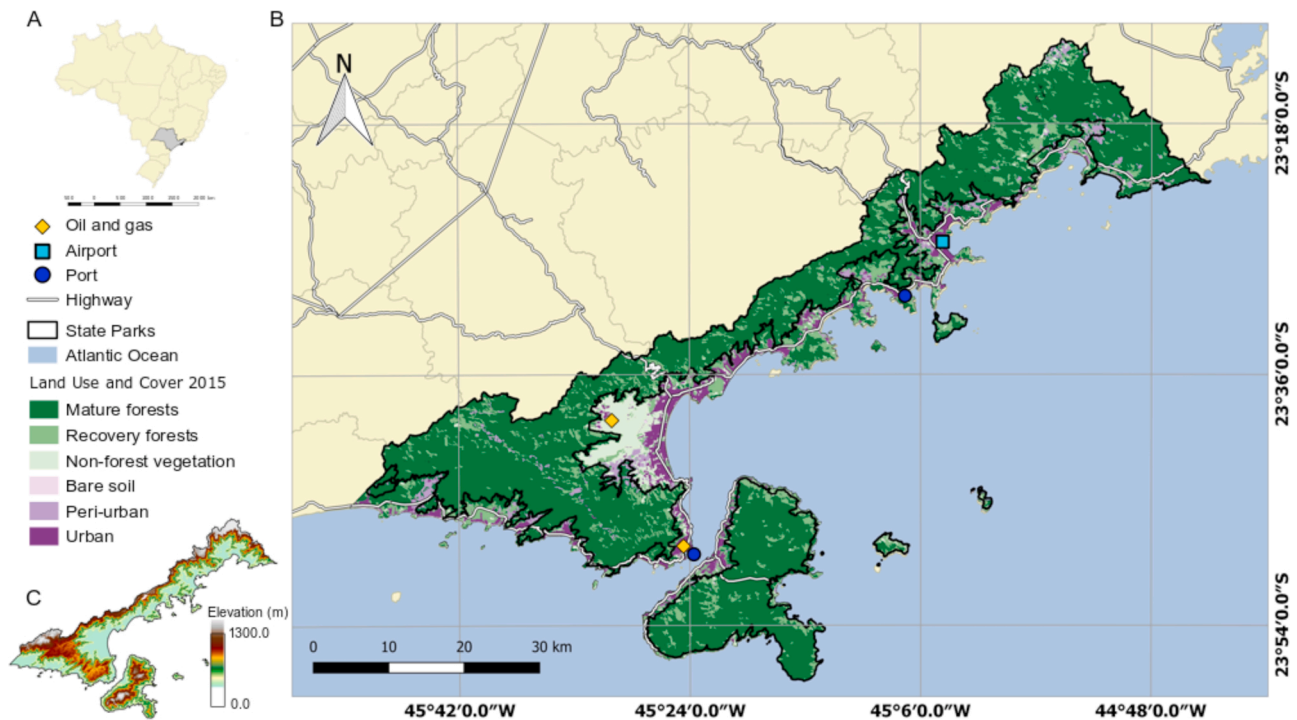 A
B
N
Oil and gas
Airport
Port
Highway
State Parks
Atlantic Ocean
Land Use and Cover 2015
Mature forests
Recovery forests
Non-forest vegetation
Bare soil
Peri-urban
Urban
C
Elevation (m)
1300.0
0.0
0 10 20 30 km
45°42′0.0″W 45°24′0.0″W 45°6′0.0″W 44°48′0.0″W
23°18′0.0″S
23°36′0.0″S
23°54′0.0″S